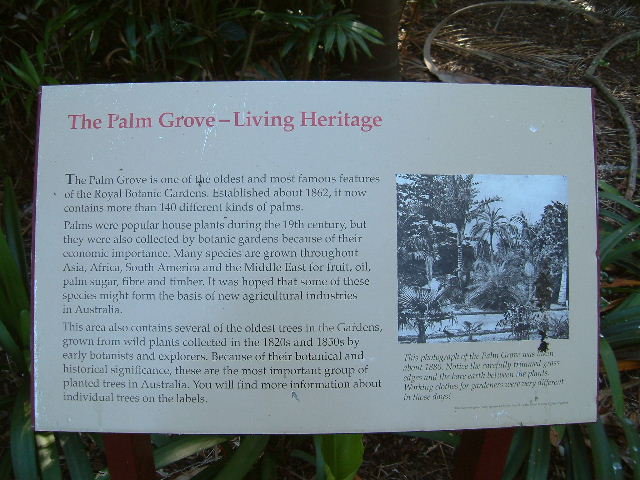 The Palm Grove – Living Heritage
The Palm Grove is one of the oldest and most famous features
of the Royal Botanic Gardens. Established about 1862, it now
contains more than 140 different kinds of palms.
Palms were popular house plants during the 19th century, but
they were also collected by botanic gardens because of their
economic importance. Many species are grown throughout
Asia, Africa, South America and the Middle East for fruit, oil,
palm sugar, fibre and timber. It was hoped that some of these
species might form the basis of new agricultural industries
in Australia.
This area also contains several of the oldest trees in the Gardens,
grown from wild plants collected in the 1820s and 1850s by
early botanists and explorers. Because of their botanical and
historical significance, these are the most important group of
planted trees in Australia. You will find more information about
individual trees on the labels.
This photograph of the Palm Grove was taken
about 1880. Notice the carefully trimmed grass
edges and the bare earth between the plants.
Working clothes for gardeners were very different
in those days!